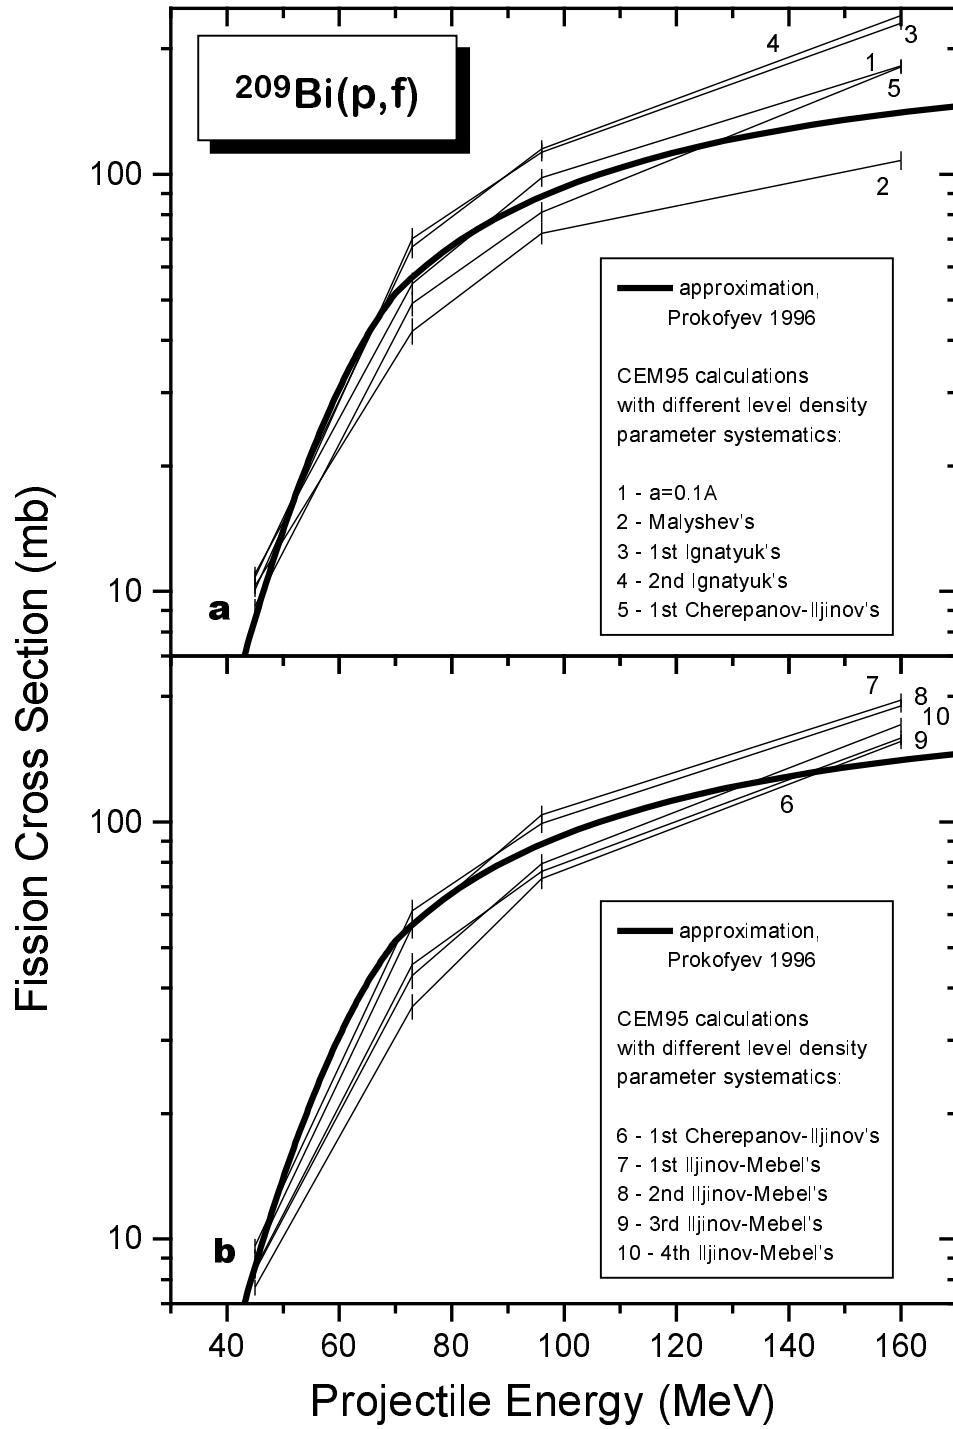 ²⁰⁹Bi(p,f)
4
3
1
5
2
100
10
a
approximation,
Prokofyev 1996
CEM95 calculations
with different level density
parameter systematics:
1 - a=0.1A
2 - Malyshev's
3 - 1st Ignatyuk's
4 - 2nd Ignatyuk's
5 - 1st Cherepanov-Iljinov's
Fission Cross Section (mb)
7
8
10
9
6
100
10
b
approximation,
Prokofyev 1996
CEM95 calculations
with different level density
parameter systematics:
6 - 1st Cherepanov-Iljinov's
7 - 1st Iljinov-Mebel's
8 - 2nd Iljinov-Mebel's
9 - 3rd Iljinov-Mebel's
10 - 4th Iljinov-Mebel's
40 60 80 100 120 140 160
Projectile Energy (MeV)